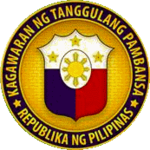 KAGAWARAN NG TANGGULANG PAMBANSA
REPUBLIKA NG PILIPINAS